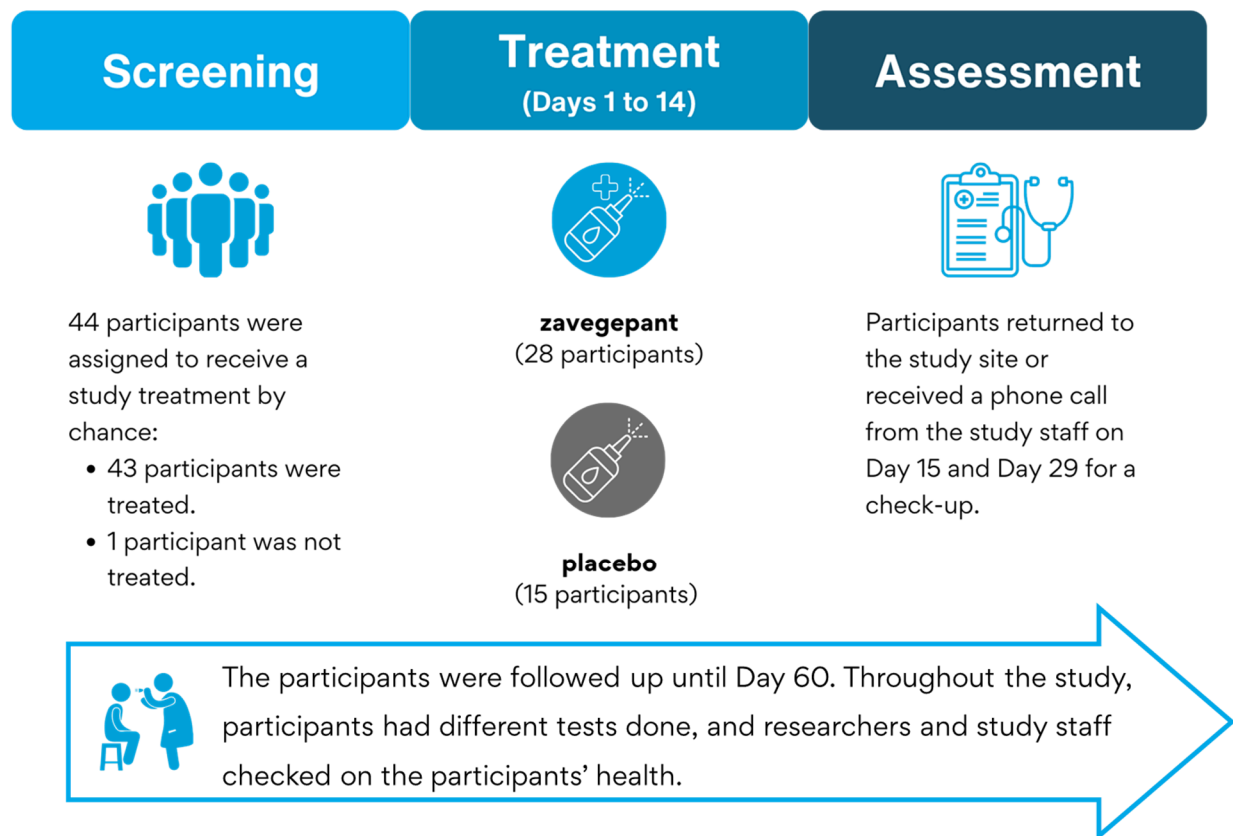 Screening
Treatment
(Days 1 to 14)
Assessment
44 participants were
assigned to receive a
study treatment by
chance:
• 43 participants were
treated.
• 1 participant was not
treated.
zavegepant
(28 participants)
placebo
(15 participants)
Participants returned to
the study site or
received a phone call
from the study staff on
Day 15 and Day 29 for a
check-up.
The participants were followed up until Day 60. Throughout the study,
participants had different tests done, and researchers and study staff
checked on the participants’ health.